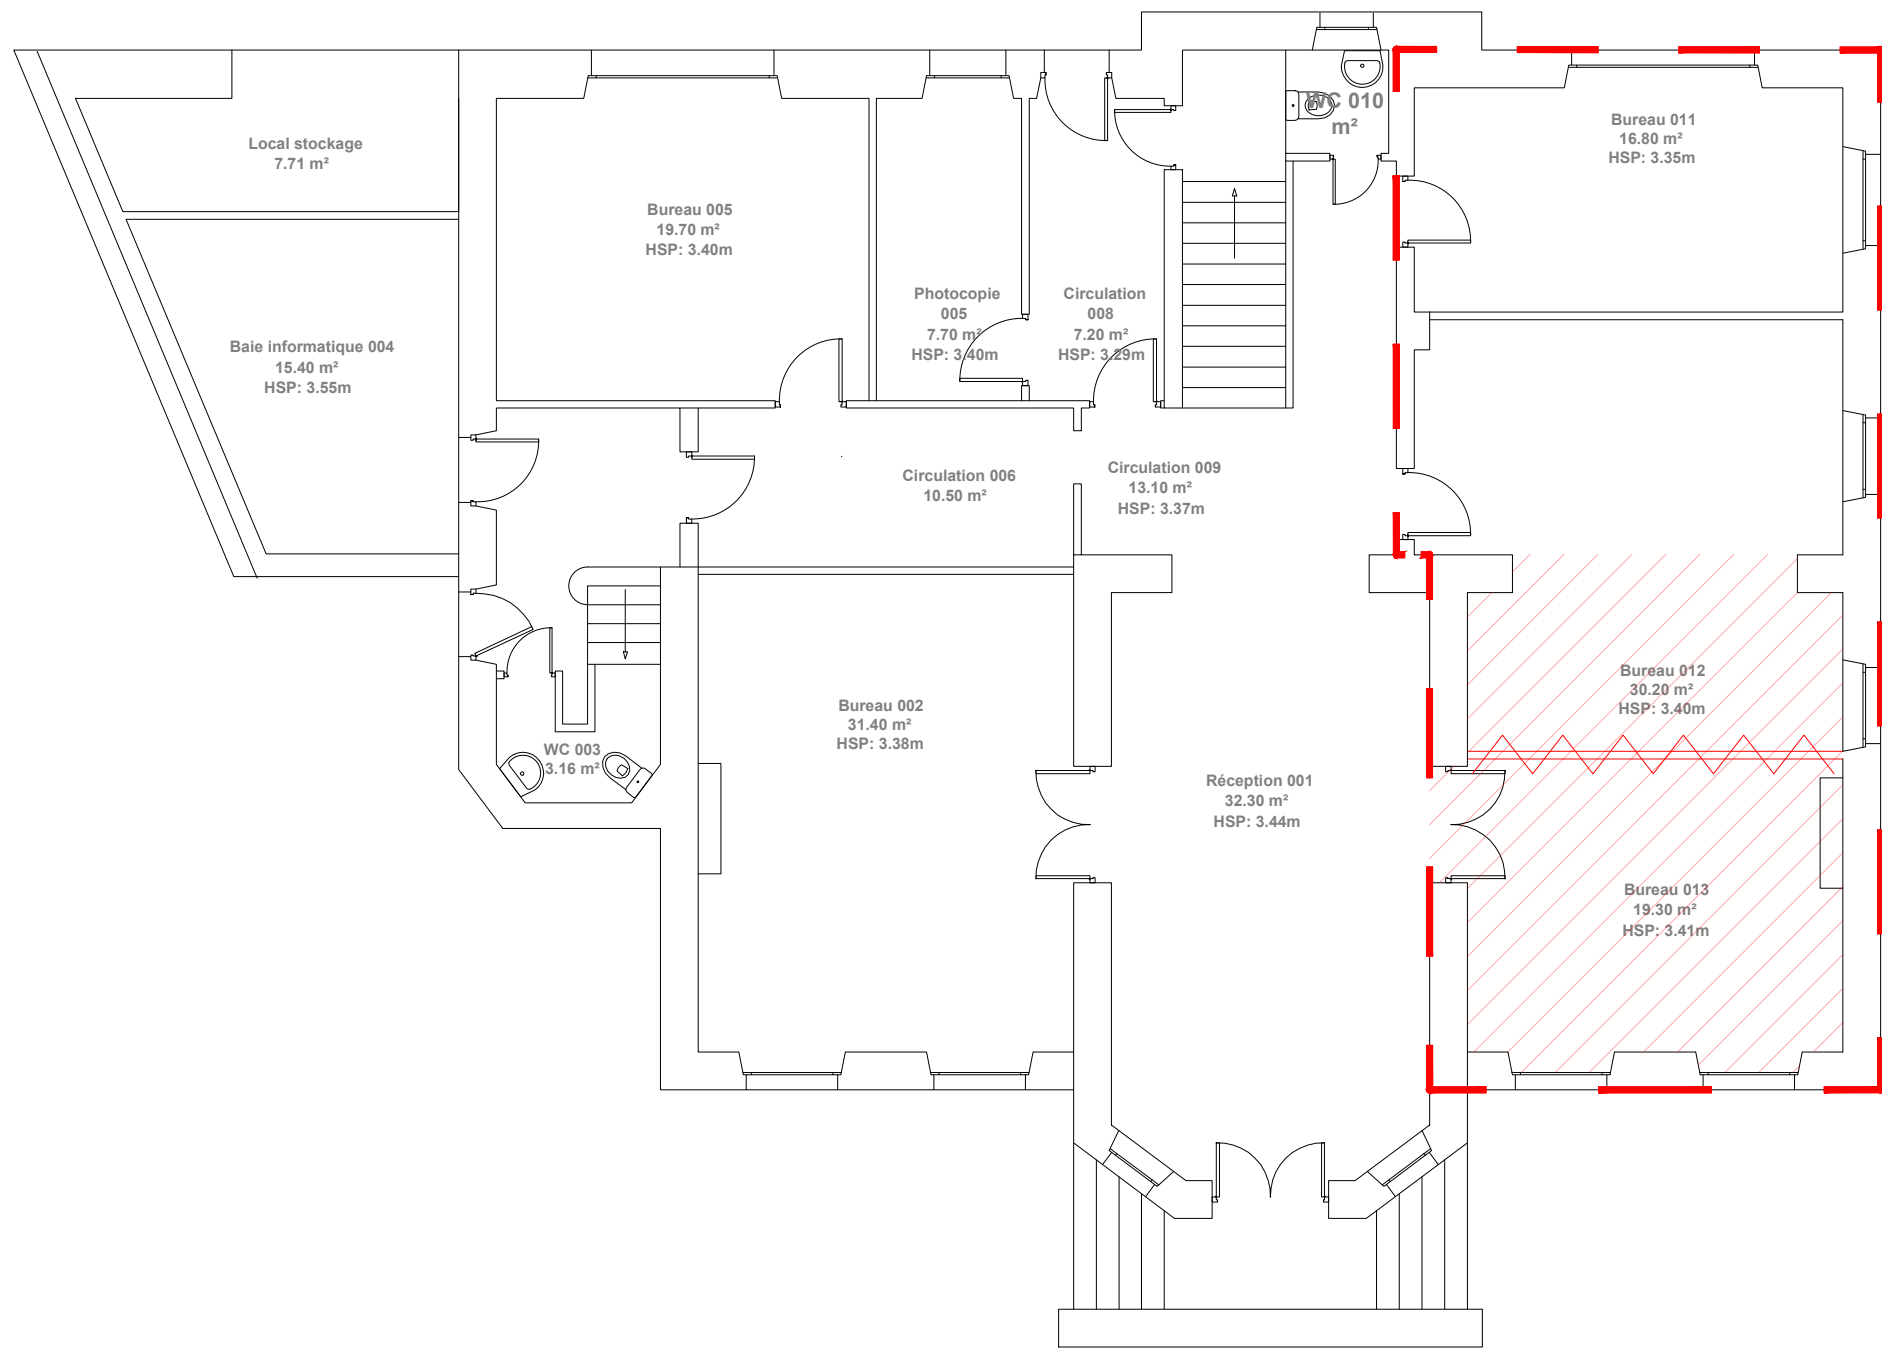 WC 010
m²
Bureau 011
16.80 m²
HSP: 3.35m
Local stockage
7.71 m²
Bureau 005
19.70 m²
HSP: 3.40m
Photocopie
005
7.70 m²
HSP: 3.40m
Circulation
008
7.20 m²
HSP: 3.29m
Baie informatique 004
15.40 m²
HSP: 3.55m
Circulation 006
10.50 m²
Circulation 009
13.10 m²
HSP: 3.37m
Bureau 012
30.20 m²
HSP: 3.40m
Bureau 002
31.40 m²
HSP: 3.38m
WC 003
3.16 m²
Réception 001
32.30 m²
HSP: 3.44m
Bureau 013
19.30 m²
HSP: 3.41m